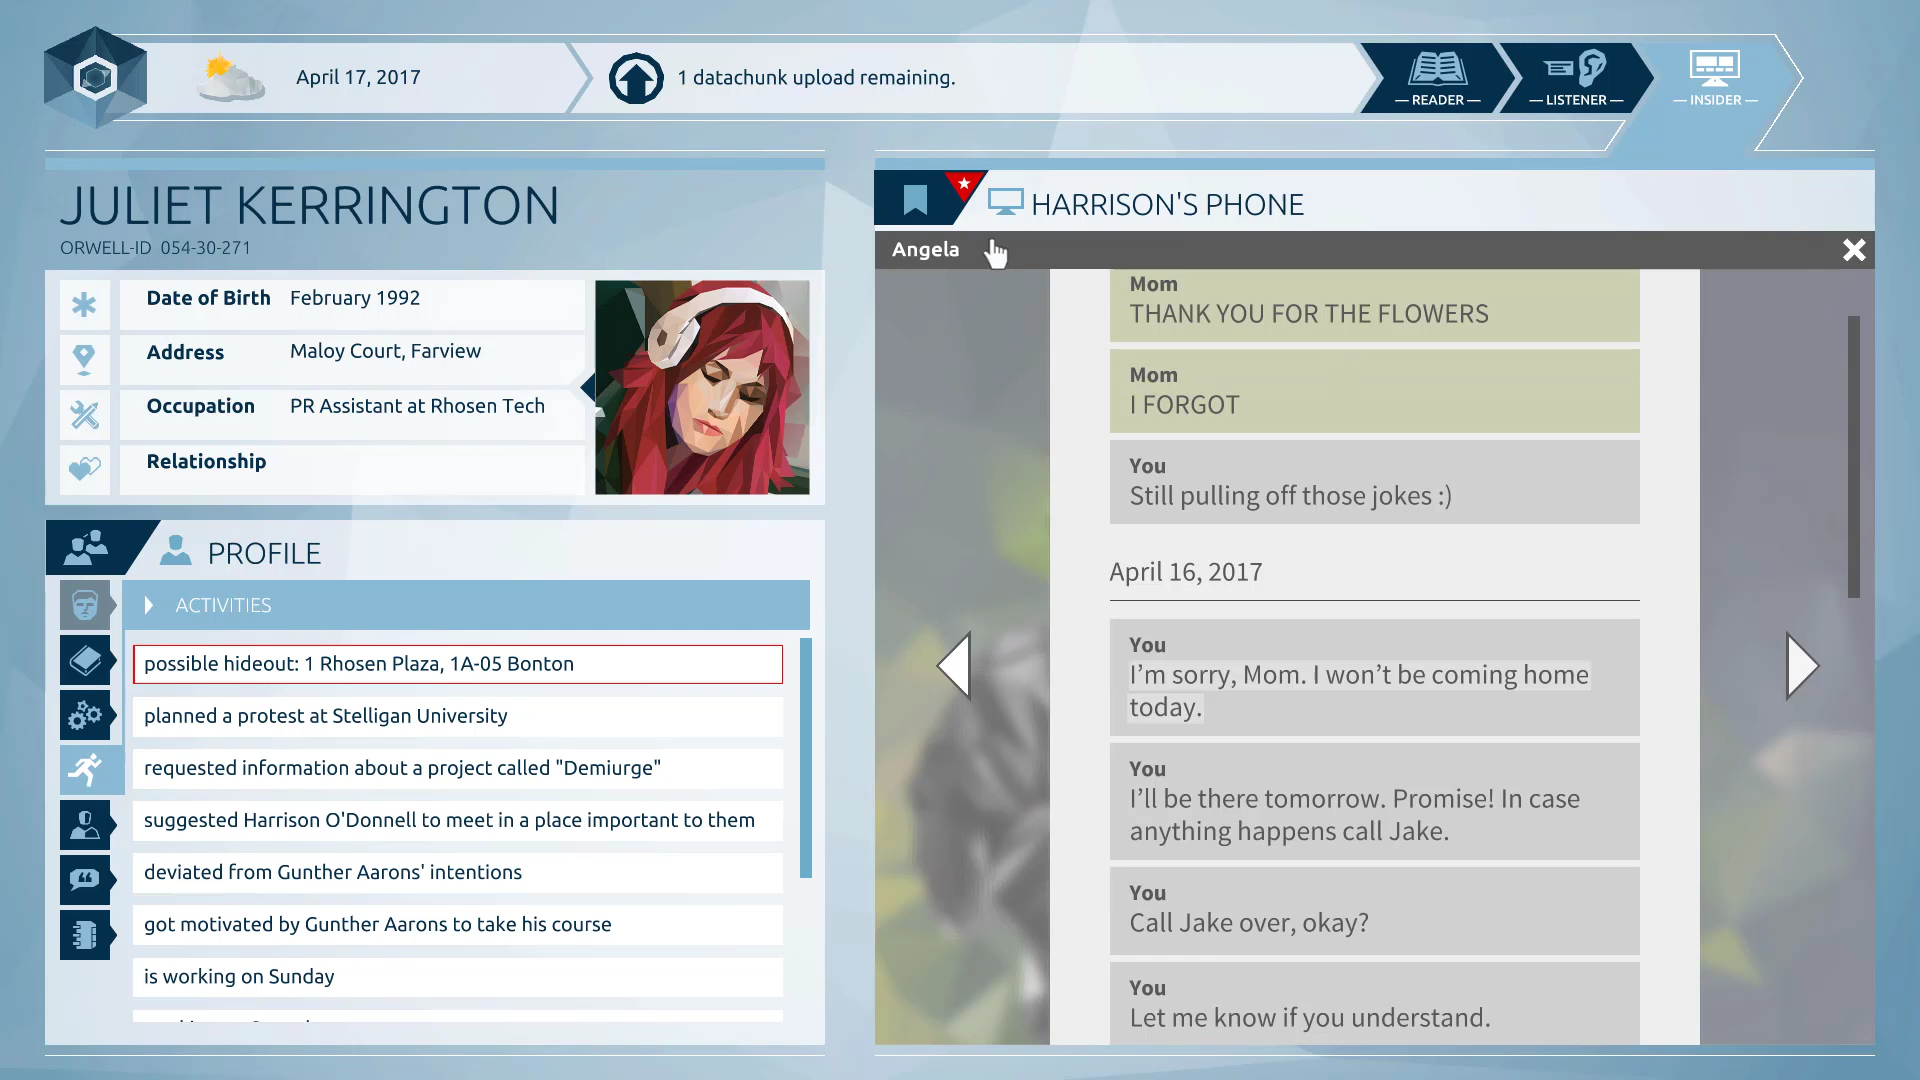 April 17, 2017
1 datachunk upload remaining.
— READER —
— LISTENER —
— INSIDER —
JULIET KERRINGTON
ORWELL-ID 054-30-271
Date of Birth February 1992
Address Maloy Court, Farview
Occupation PR Assistant at Rhosen Tech
Relationship
PROFILE
ACTIVITIES
possible hideout: 1 Rhosen Plaza, 1A-05 Bonton
planned a protest at Stelligan University
requested information about a project called "Demiurge"
suggested Harrison O'Donnell to meet in a place important to them
deviated from Gunther Aarons' intentions
got motivated by Gunther Aarons to take his course
is working on Sunday
HARRISON'S PHONE
Angela
Mom
THANK YOU FOR THE FLOWERS
Mom
I FORGOT
You
Still pulling off those jokes :)
April 16, 2017
You
I’m sorry, Mom. I won’t be coming home
today.
You
I’ll be there tomorrow. Promise! In case
anything happens call Jake.
You
Call Jake over, okay?
You
Let me know if you understand.